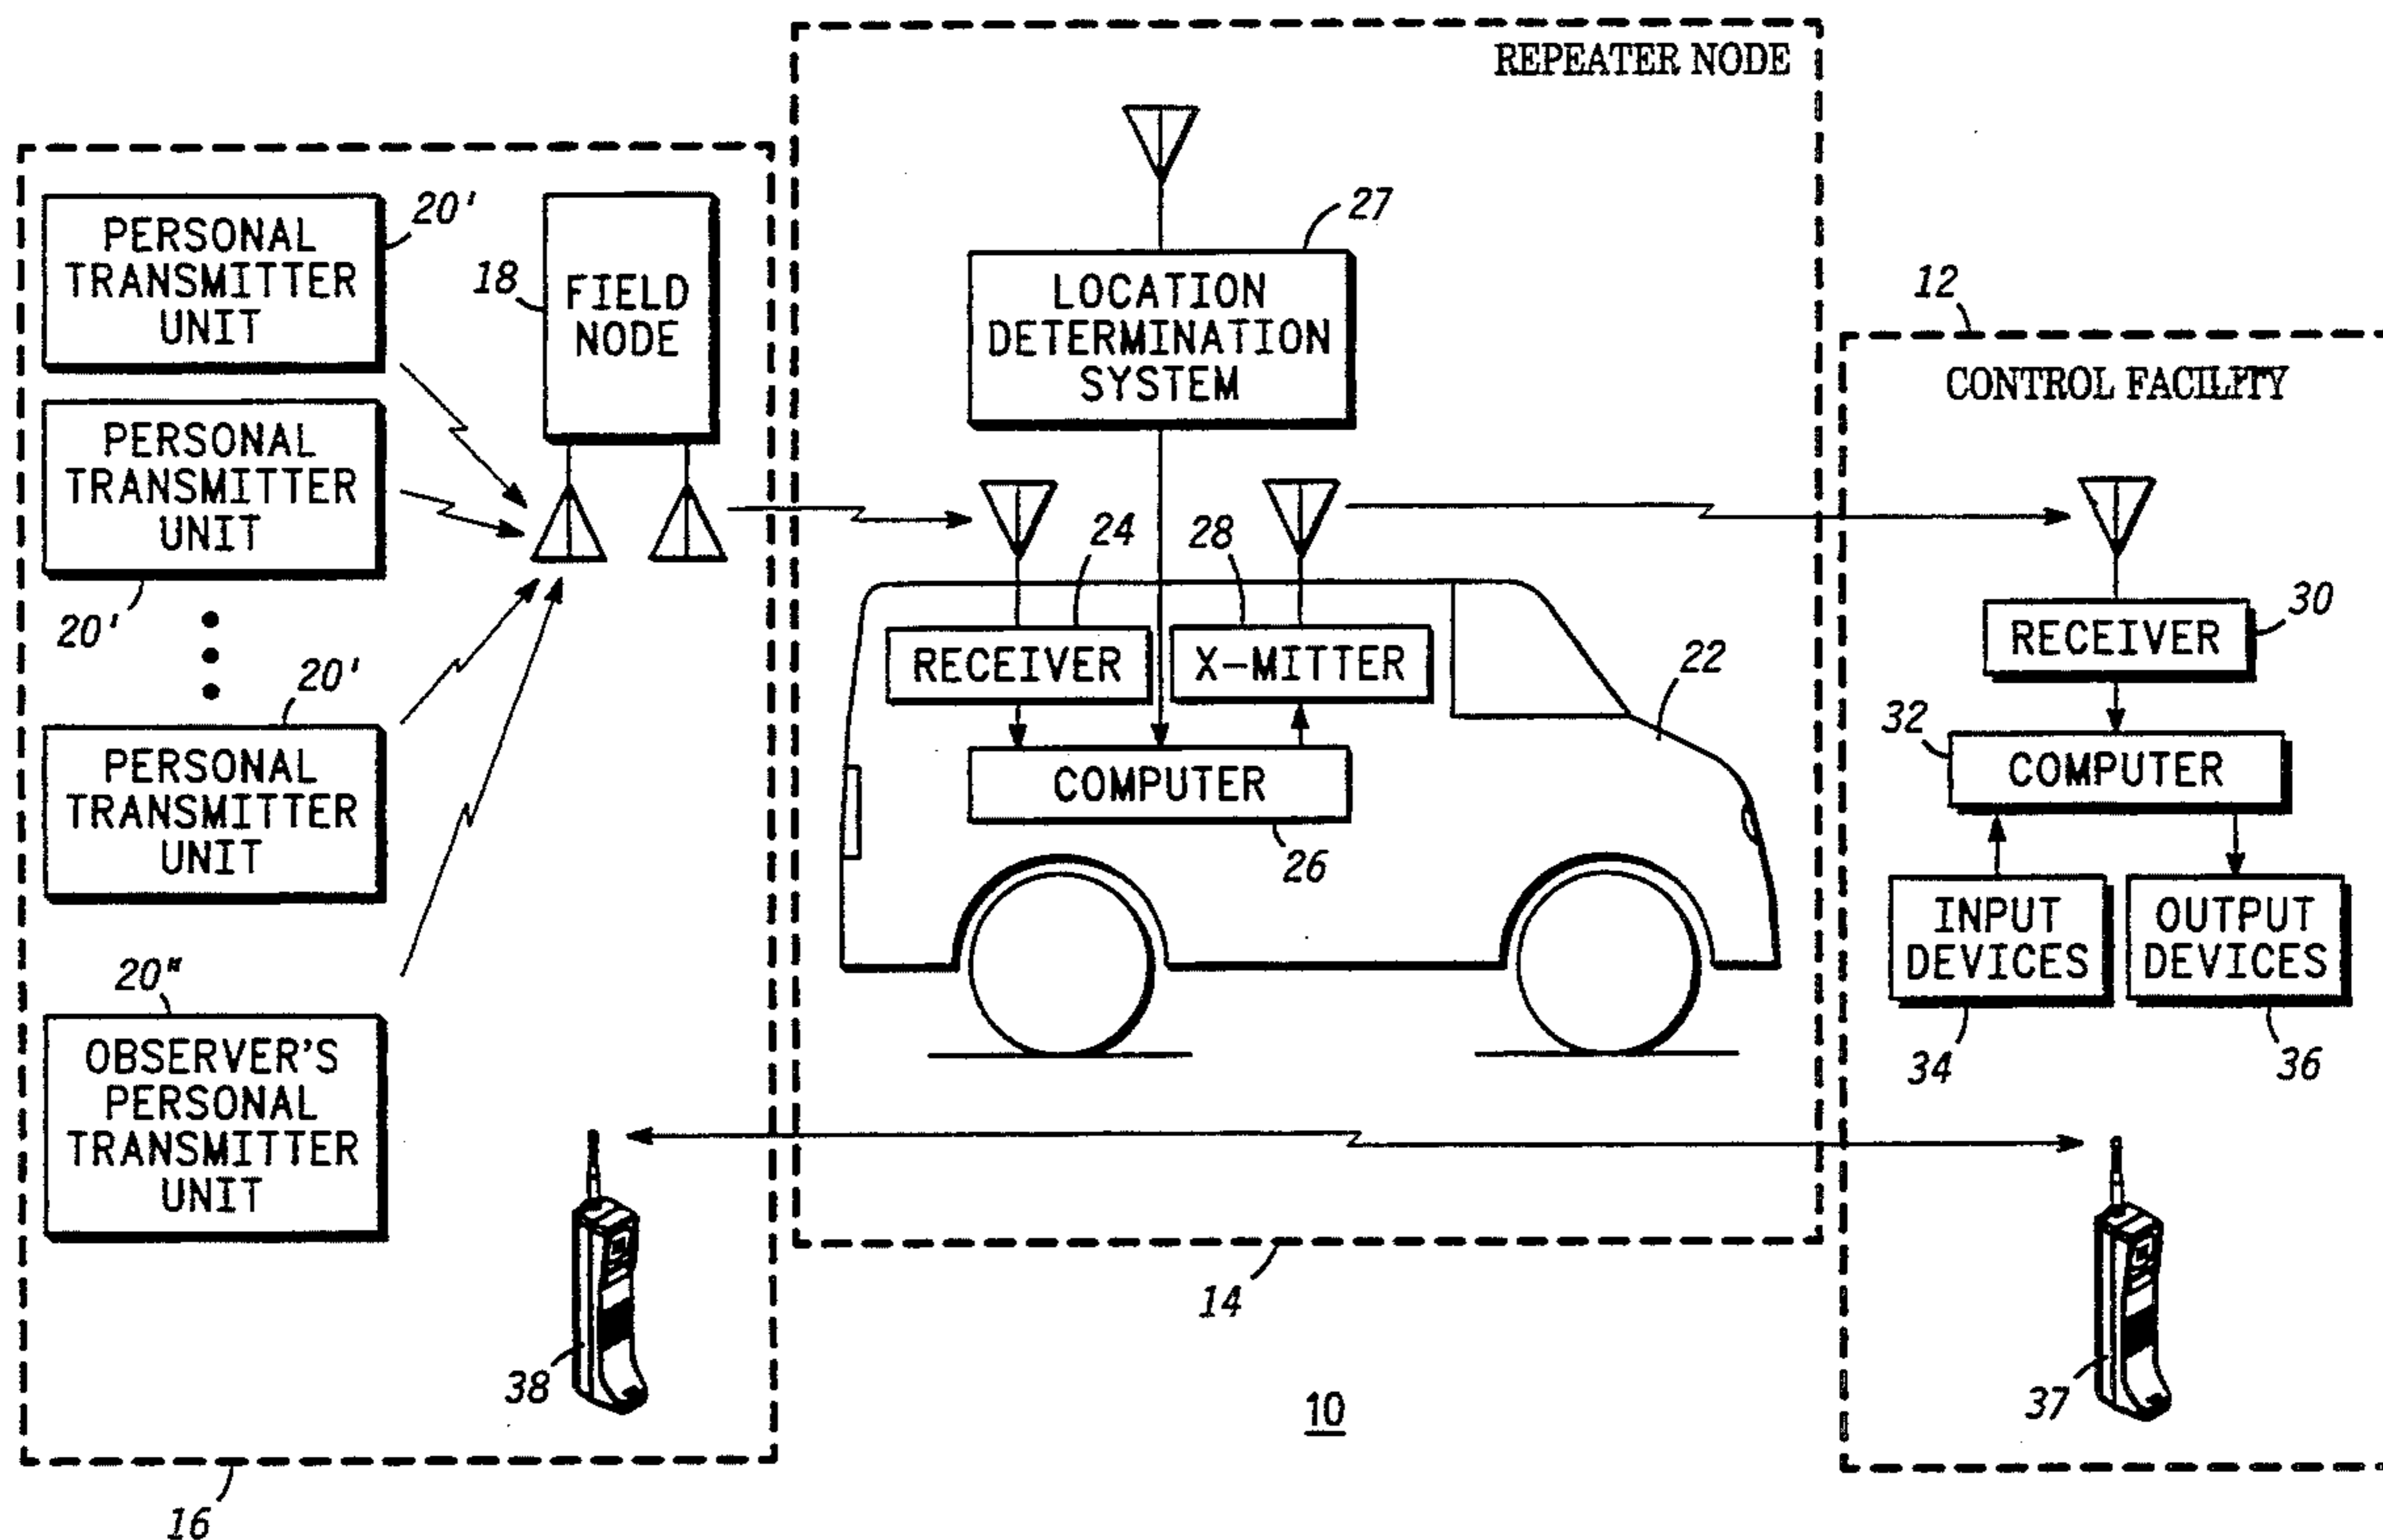 REPEATER NODE
PERSONAL
TRANSMITTER
UNIT
20'
18
FIELD
NODE
PERSONAL
TRANSMITTER
UNIT
20'
20'
PERSONAL
TRANSMITTER
UNIT
20"
OBSERVER'S
PERSONAL
TRANSMITTER
UNIT
38
16
27
LOCATION
DETERMINATION
SYSTEM
24
28
RECEIVER
X-MITTER
22
COMPUTER
26
14
10
12
CONTROL FACILITY
30
RECEIVER
32
COMPUTER
INPUT
DEVICES
OUTPUT
DEVICES
34
36
37